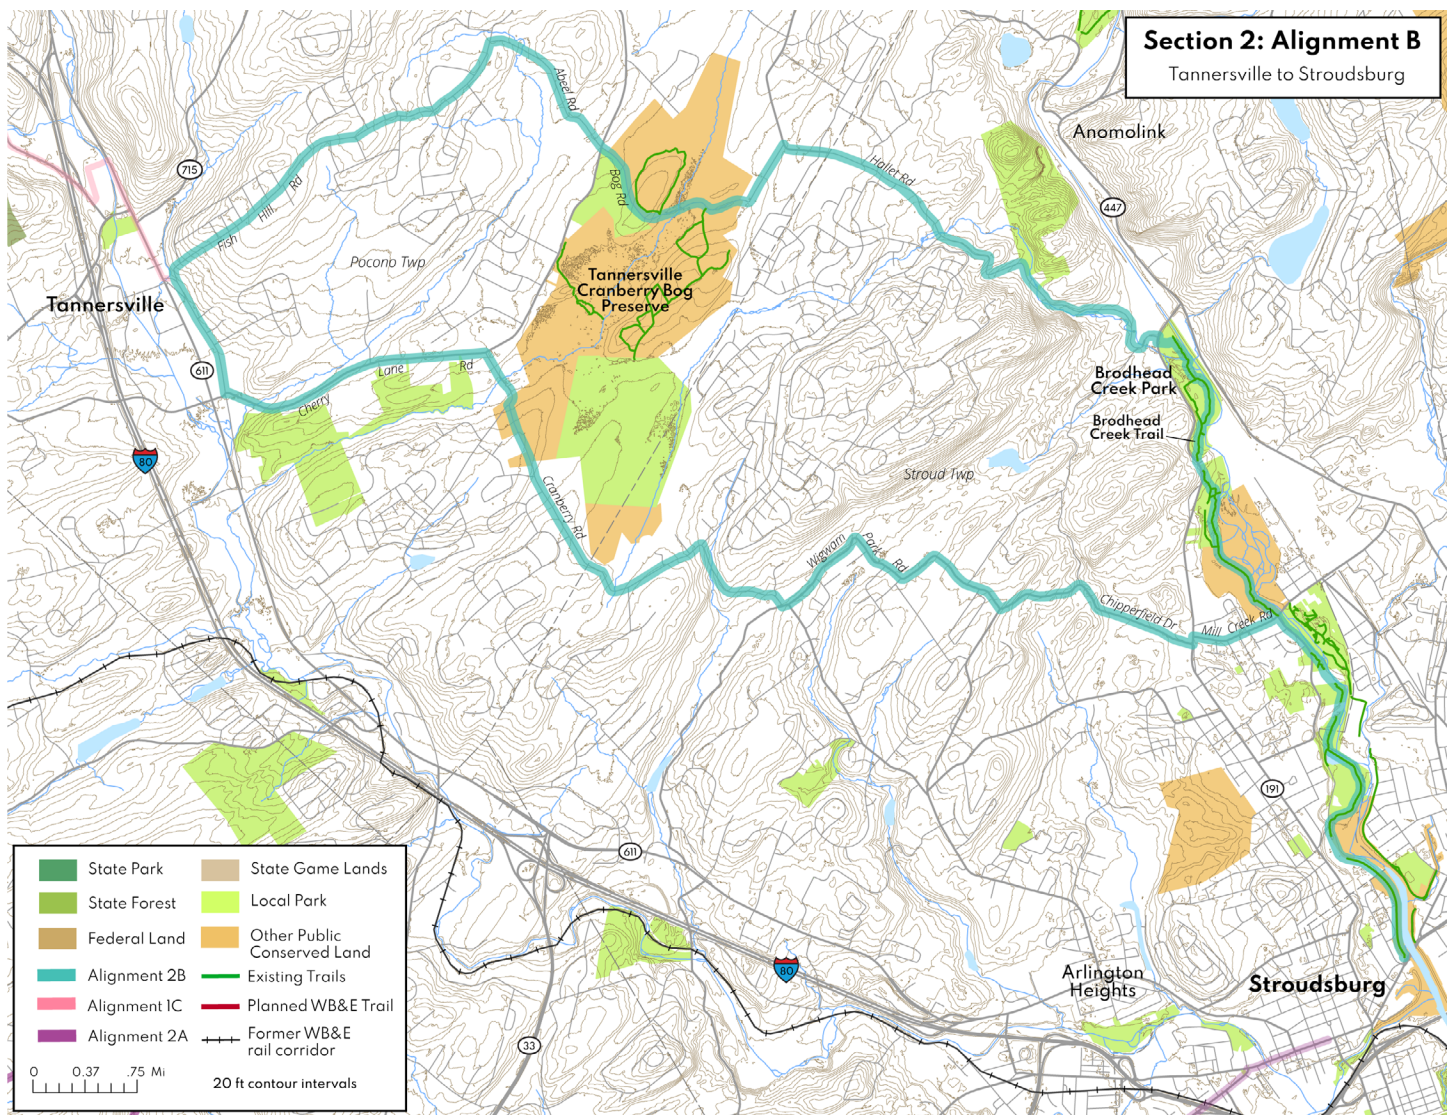 Section 2: Alignment B
Tannersville to Stroudsburg
Anomolink
Abeel Rd
715
Hallet Rd
Bog Rd
447
Hill Rd
Fish
Pocono Twp
Tannersville
Cranberry Bog
Preserve
Tannersville
611
Lane
Rd
Cherry
Brodhead
Creek Park
Brodhead
Creek Trail
80
Stroud Twp
Cranberry Rd
Wigwam
Park
Rd
Chipperfield Dr
Mill Creek Rd
191
611
80
Arlington
Heights
Stroudsburg
33
State Park
State Game Lands
State Forest
Local Park
Federal Land
Other Public
Conserved Land
Alignment 2B
Existing Trails
Alignment 1C
Planned WB&E Trail
Alignment 2A
Former WB&E
rail corridor
0 0.37 .75 Mi
20 ft contour intervals